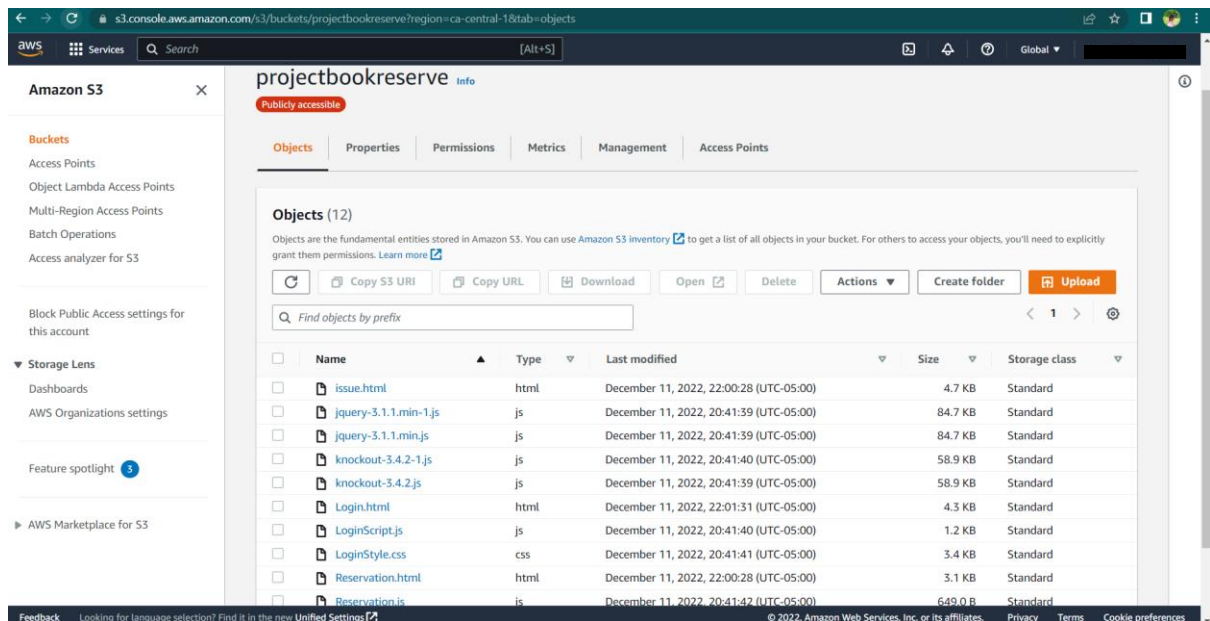 s3.console.aws.amazon.com/s3/buckets/projectbookreserve?region=ca-central-1&tab=objects
aws Services Search [Alt+S] Global
Amazon S3
Buckets
Access Points
Object Lambda Access Points
Multi-Region Access Points
Batch Operations
Access analyzer for S3
Block Public Access settings for
this account
Storage Lens
Dashboards
AWS Organizations settings
Feature spotlight 3
AWS Marketplace for S3
projectbookreserve Info
Publicly accessible
Objects Properties Permissions Metrics Management Access Points
Objects (12)
Objects are the fundamental entities stored in Amazon S3. You can use Amazon S3 inventory to get a list of all objects in your bucket. For others to access your objects, you'll need to explicitly
grant them permissions. Learn more
Copy S3 URI Copy URL Download Open Delete Actions Create folder Upload
Find objects by prefix 1
Name Type Last modified Size Storage class
issue.html html December 11, 2022, 22:00:28 (UTC-05:00) 4.7 KB Standard
jquery-3.1.1.min-1.js js December 11, 2022, 20:41:39 (UTC-05:00) 84.7 KB Standard
jquery-3.1.1.min.js js December 11, 2022, 20:41:39 (UTC-05:00) 84.7 KB Standard
knockout-3.4.2-1.js js December 11, 2022, 20:41:40 (UTC-05:00) 58.9 KB Standard
knockout-3.4.2.js js December 11, 2022, 20:41:39 (UTC-05:00) 58.9 KB Standard
Login.html html December 11, 2022, 22:01:31 (UTC-05:00) 4.3 KB Standard
LoginScript.js js December 11, 2022, 20:41:40 (UTC-05:00) 1.2 KB Standard
LoginStyle.css css December 11, 2022, 20:41:41 (UTC-05:00) 3.4 KB Standard
Reservation.html html December 11, 2022, 22:00:28 (UTC-05:00) 3.1 KB Standard
Reservation.js js December 11, 2022, 20:41:42 (UTC-05:00) 649.0 B Standard
Feedback Looking for language selection? Find it in the new Unified Settings © 2022, Amazon Web Services, Inc. or its affiliates. Privacy Terms Cookie preferences